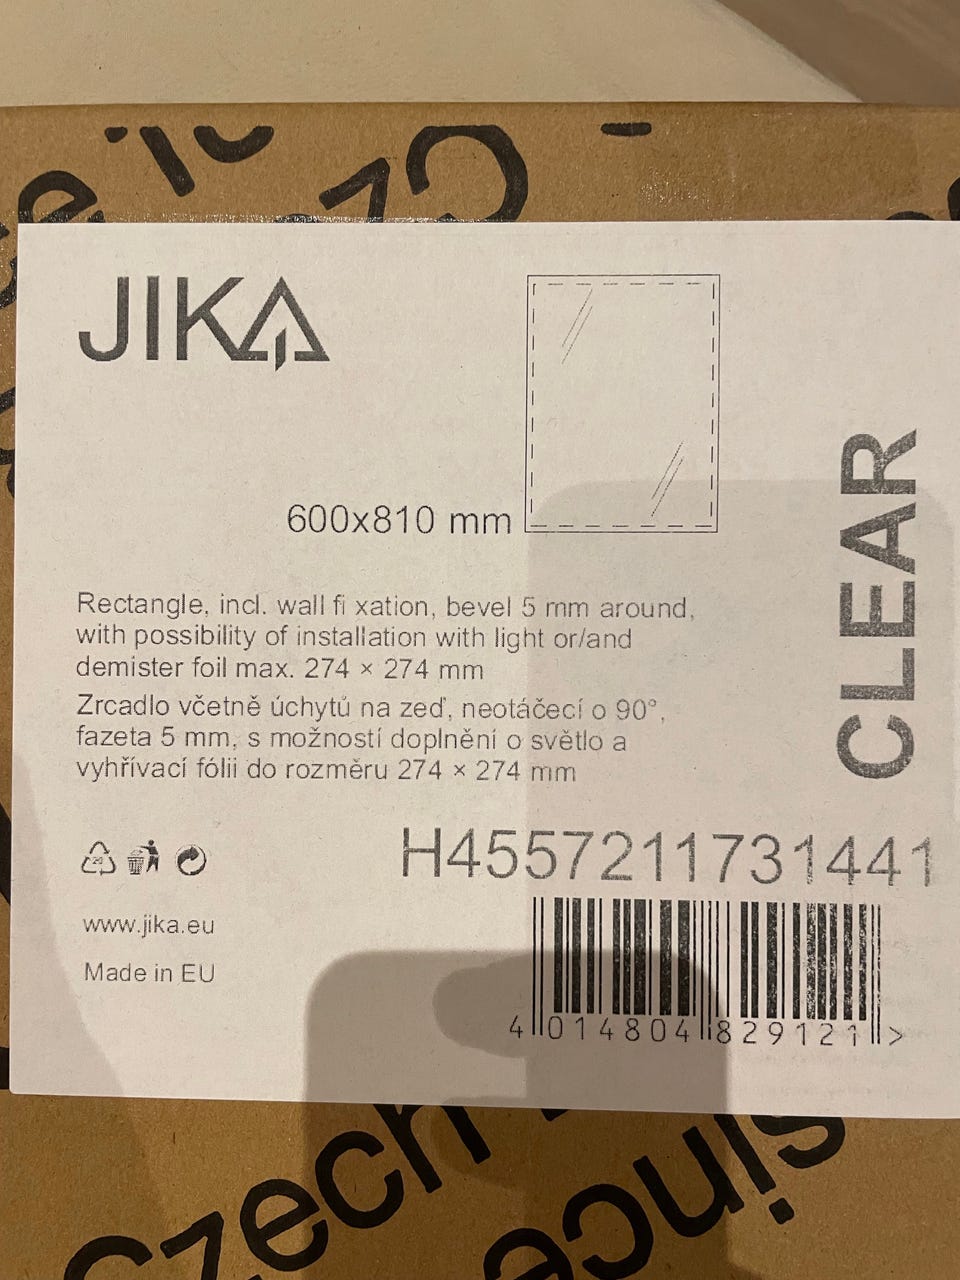 JIKA
600x810 mm
CLEAR
Rectangle, incl. wall fi xation, bevel 5 mm around,
with possibility of installation with light or/and
demister foil max. 274 × 274 mm
Zrcadlo včetně úchytů na zeď, neotáčecí o 90°,
fazeta 5 mm, s možností doplnění o světlo a
vyhřívací fólii do rozměru 274 × 274 mm
20
H4557211731441
www.jika.eu
Made in EU
4 014804 829121 >
Czech
since